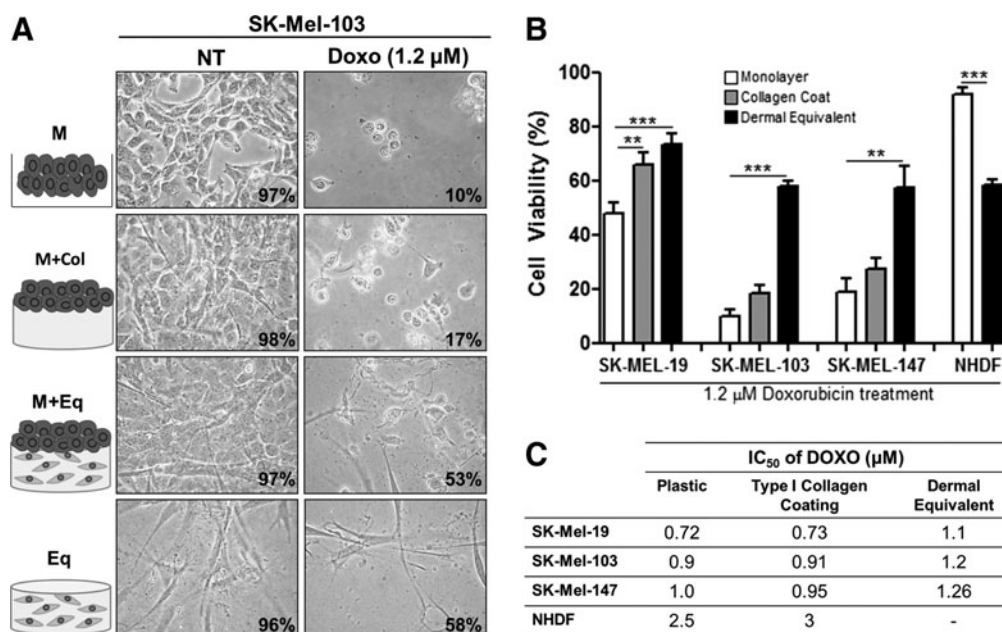 A
SK-Mel-103
NT
Doxo (1.2 µM)
M
97%
10%
M+Col
98%
17%
M+Eq
97%
53%
Eq
96%
58%
B
Monolayer
Collagen Coat
Dermal Equivalent
Cell Viability (%)
100
80
60
40
20
0
***
**
***
**
***
SK-MEL-19 SK-MEL-103 SK-MEL-147 NHDF
1.2 µM Doxorubicin treatment
C
IC50 of DOXO (µM)
Plastic Type I Collagen Coating Dermal Equivalent
SK-Mel-19 0.72 0.73 1.1
SK-Mel-103 0.9 0.91 1.2
SK-Mel-147 1.0 0.95 1.26
NHDF 2.5 3 -